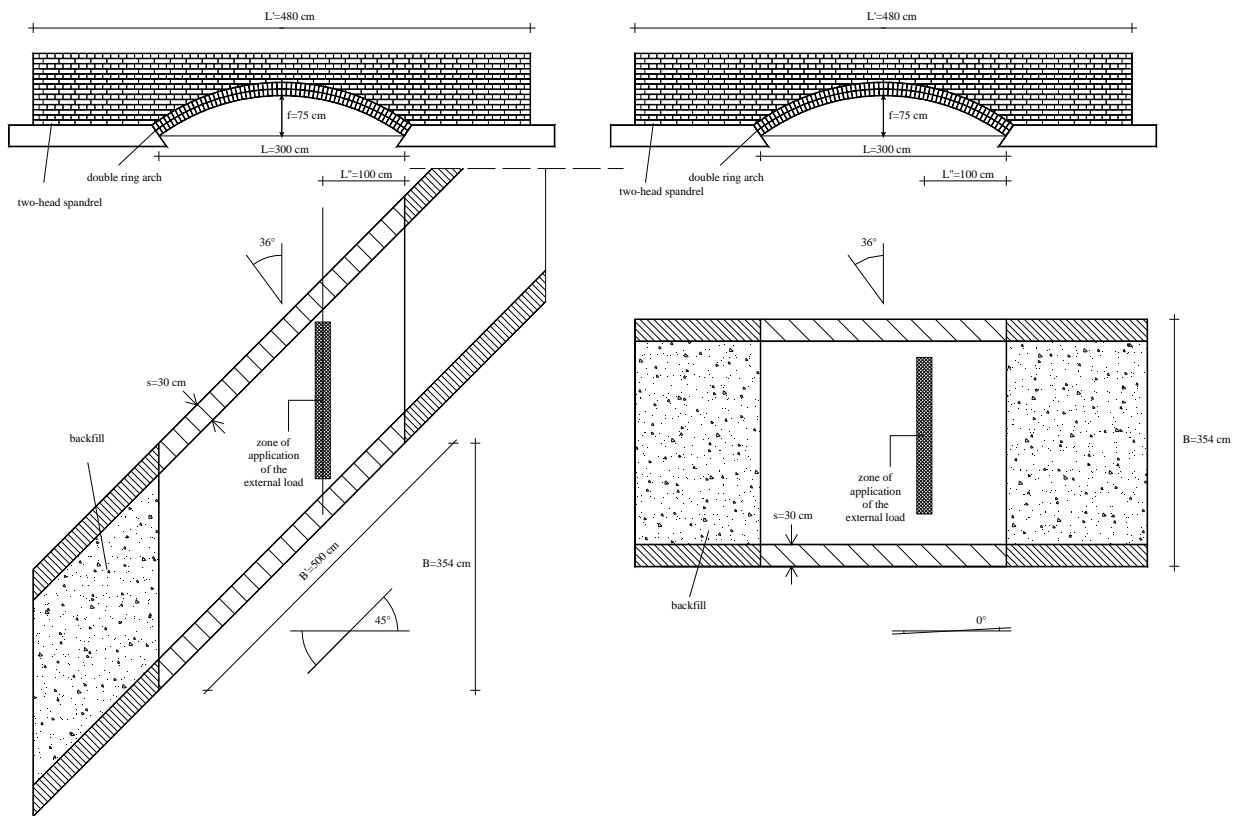 L'=480 cm
f=75 cm
L=300 cm
double ring arch
L''=100 cm
two-head spandrel
36°
s=30 cm
backfill
zone of
application
of the
external load
B'=500 cm
B=354 cm
45°
L'=480 cm
f=75 cm
L=300 cm
double ring arch
L''=100 cm
two-head spandrel
36°
B=354 cm
zone of
application
of the
external load
s=30 cm
backfill
0°